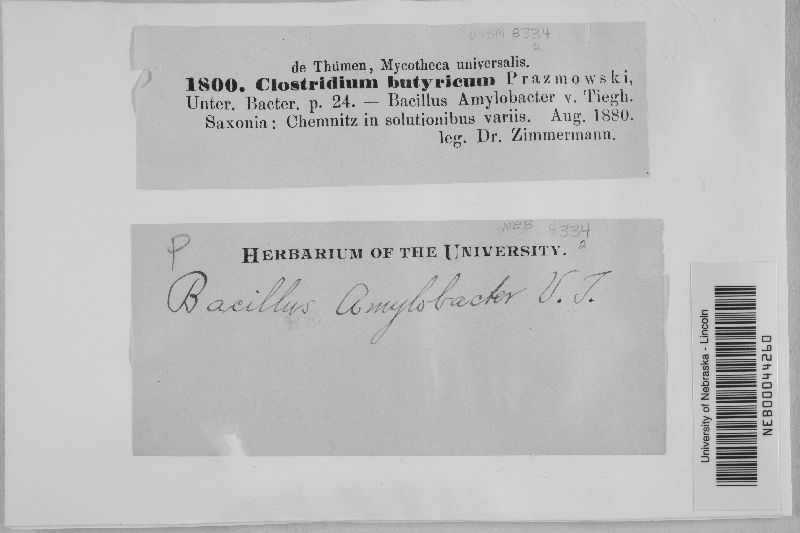 UNSM 8334
2
de Thümen, Mycotheca universalis.
1800. Clostridium butyricum Prazmowski,
Unter. Bacter. p. 24. — Bacillus Amylobacter v. Tiegh.
Saxonia: Chemnitz in solutionibus variis. Aug. 1880.
leg. Dr. Zimmermann.
NEB 8334
2
P
HERBARIUM OF THE UNIVERSITY.
Bacillus Amylobacter V. T.
University of Nebraska - Lincoln
NEB00044260